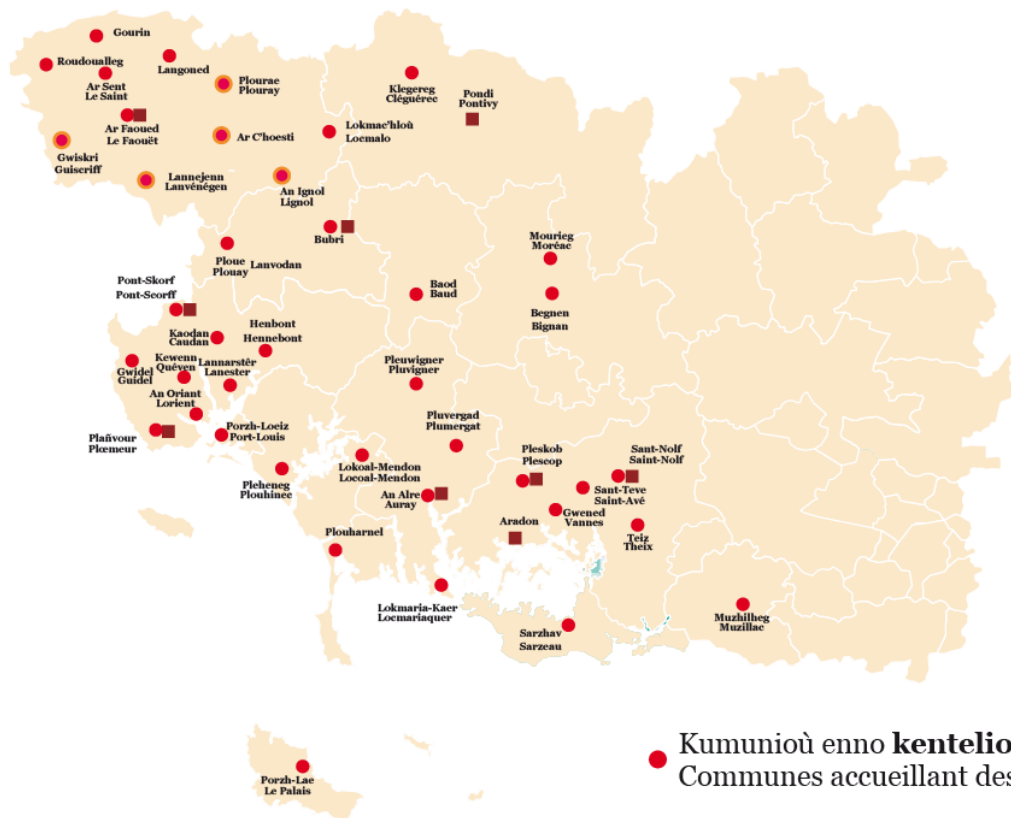 Gourin
Roudoualleg
Langoned
Ar Sent
Le Saint
Plourae
Plouray
Klegereg
Cléguérec
Pondi
Pontivy
Ar Faoued
Le Faouët
Ar C'hoesti
Lokmac'hloù
Locmalo
Gwiskri
Guiscriff
Lannejenn
Lanvénégen
An Ignol
Lignol
Bubri
Mourieg
Moréac
Ploue
Plouay
Lanvodan
Pont-Skorf
Pont-Scorff
Baod
Baud
Begnen
Bignan
Kaodan
Caudan
Henbont
Hennebont
Gwidel
Guidel
Kewenn
Quéven
Lannarstêr
Lanester
Pleuwigner
Pluvigner
An Oriant
Lorient
Plañvour
Plœmeur
Porzh-Loeiz
Port-Louis
Pluvergad
Plumergat
Pleheneg
Plouhinec
Lokoal-Mendon
Locoal-Mendon
An Alre
Auray
Pleskob
Plescop
Sant-Nolf
Saint-Nolf
Sant-Teve
Saint-Avé
Gwened
Vannes
Aradon
Teiz
Theix
Plouharnel
Lokmaria-Kaer
Locmariaquer
Sarzhav
Sarzeau
Muzhilheg
Muzillac
Porzh-Lae
Le Palais
Kumunioù enno kentelio
Communes accueillant des